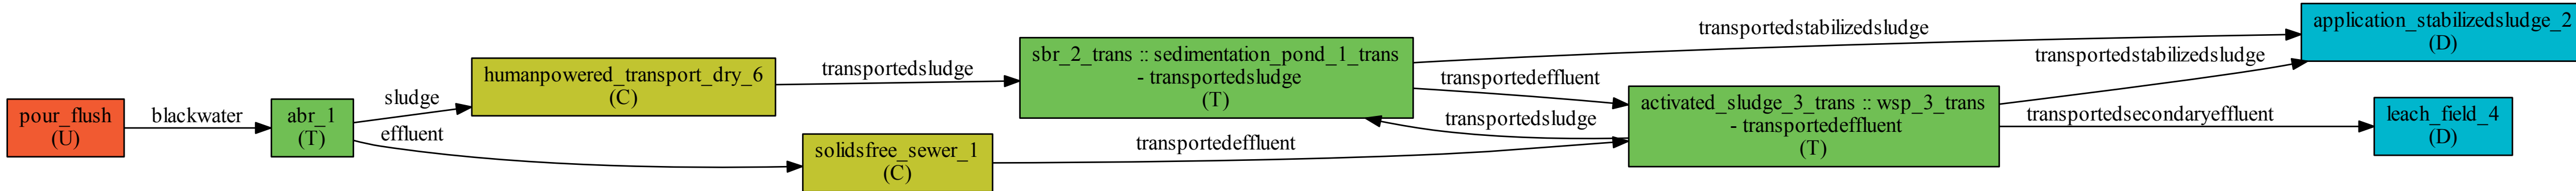 pour_flush
(U)
blackwater
abr_1
(T)
sludge
effluent
humanpowered_transport_dry_6
(C)
solidsfree_sewer_1
(C)
transportedsludge
transportedeffluent
sbr_2_trans :: sedimentation_pond_1_trans
- transportedsludge
(T)
transportedstabilizedsludge
transportedeffluent
transportedsludge
activated_sludge_3_trans :: wsp_3_trans
- transportedeffluent
(T)
transportedstabilizedsludge
transportedsecondaryeffluent
application_stabilizedsludge_2
(D)
leach_field_4
(D)